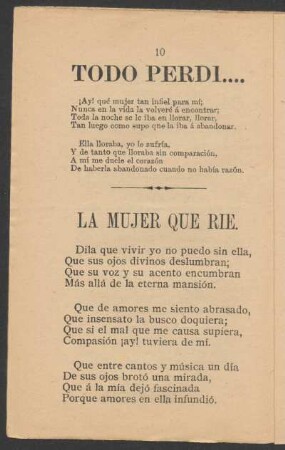 10
TODO PERDI....
¡Ay! qué mujer tan infiel para mí;
Nunca en la vida la volveré á encontrar;
Toda la noche se le iba en llorar, llorar,
Tan luego como supo que la iba á abandonar.
Ella lloraba, yo le sufría,
Y de tanto que lloraba sin comparación,
A mí me duele el corazón
De haberla abandonado cuando no había razón.
LA MUJER QUE RIE.
Dila que vivir yo no puedo sin ella,
Que sus ojos divinos deslumbran;
Que su voz y su acento encumbran
Más allá de la eterna mansión.
Que de amores me siento abrasado,
Que insensato la busco doquiera;
Que si el mal que me causa supiera,
Compasión ¡ay! tuviera de mí.
Que entre cantos y música un día
De sus ojos brotó una mirada,
Que á la mía dejó fascinada
Porque amores en ella infundió.